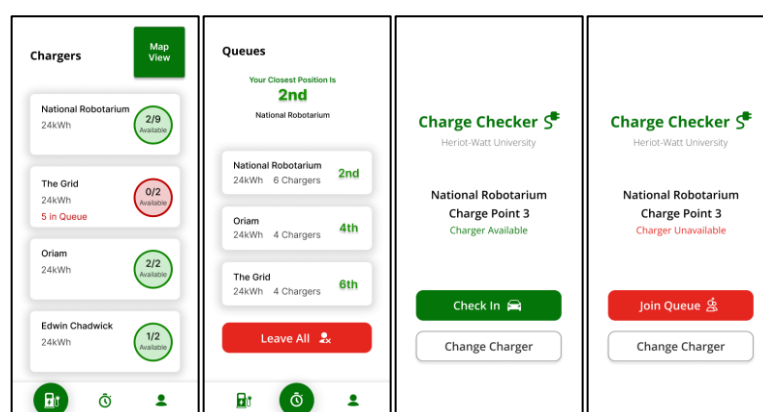 Chargers
Map
View
National Robotarium
24kWh
2/9
Available
The Grid
24kWh
5 in Queue
0/2
Available
Oriam
24kWh
2/2
Available
Edwin Chadwick
24kWh
1/2
Available
Queues
Your Closest Position Is
2nd
National Robotarium
National Robotarium
24kWh 6 Chargers
2nd
Oriam
24kWh 4 Chargers
4th
The Grid
24kWh 4 Chargers
6th
Leave All
Charge Checker
Heriot-Watt University
National Robotarium
Charge Point 3
Charger Available
Check In
Change Charger
Charge Checker
Heriot-Watt University
National Robotarium
Charge Point 3
Charger Unavailable
Join Queue
Change Charger